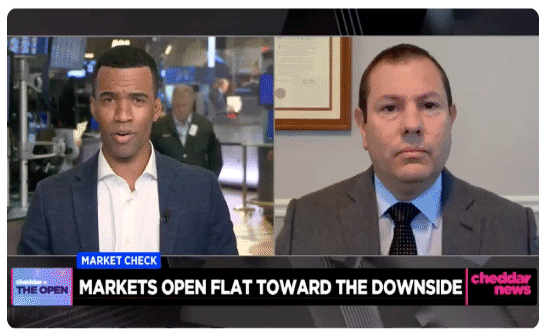 MARKET CHECK
cheddar
THE OPEN
MARKETS OPEN FLAT TOWARD THE DOWNSIDE
cheddar
news